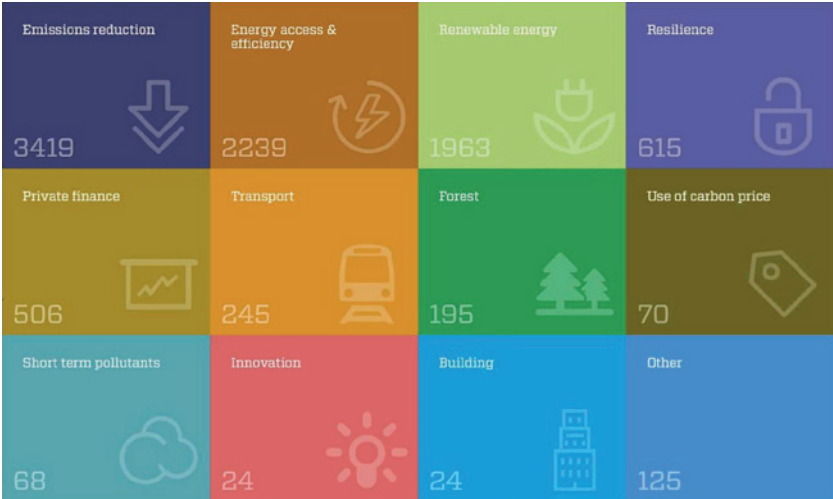 Emissions reduction
3419
Energy access &
efficiency
2239
Renewable energy
1963
Resilience
615
Private finance
506
Transport
245
Forest
195
Use of carbon price
70
Short term pollutants
68
Innovation
24
Building
24
Other
125